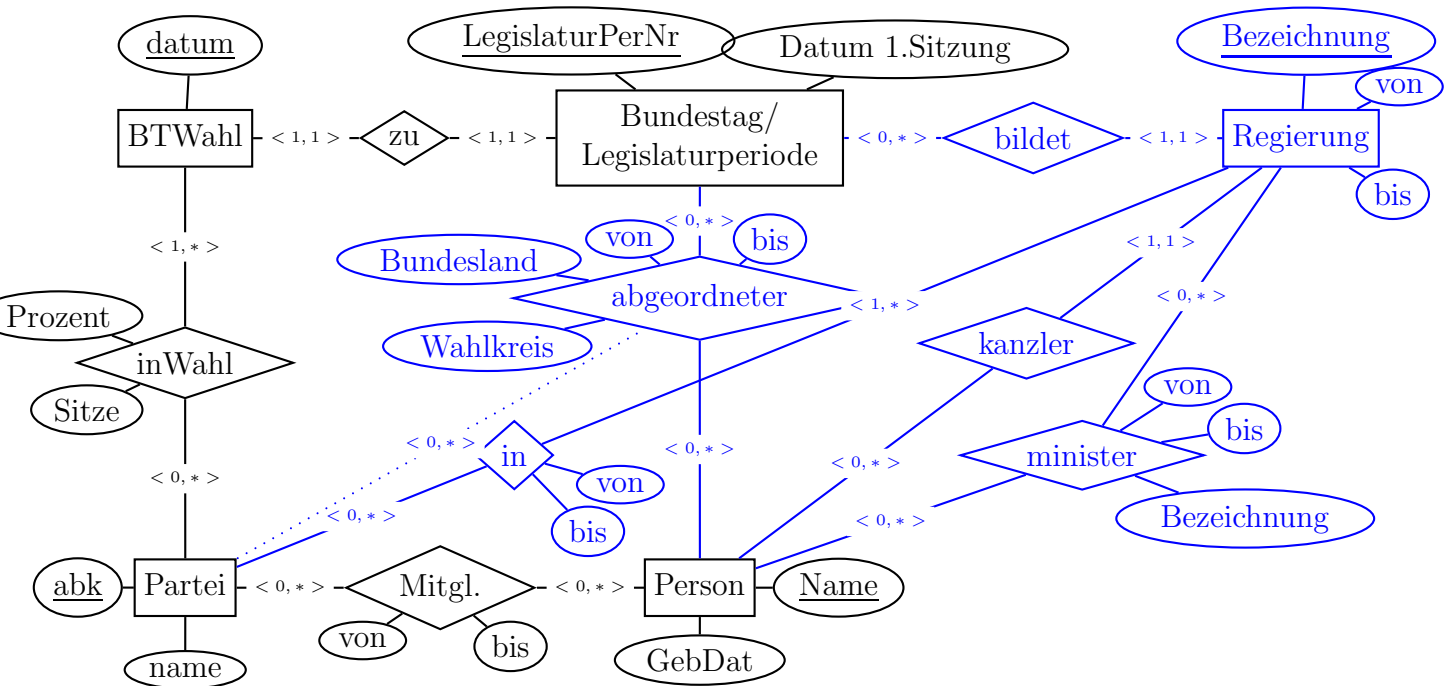 datum
LegislaturPerNr
Datum 1.Sitzung
Bezeichnung
von
BTWahl
< 1, 1 >
zu
< 1, 1 >
Bundestag/
Legislaturperiode
< 0, * >
bildet
< 1, 1 >
Regierung
bis
< 1, * >
< 0, * >
von
bis
< 1, 1 >
Bundesland
abgeordneter
< 1, * >
< 0, * >
Prozent
Wahlkreis
kanzler
inWahl
Sitze
von
bis
< 0, * >
in
< 0, * >
< 0, * >
minister
< 0, * >
von
< 0, * >
bis
< 0, * >
Bezeichnung
abk
Partei
< 0, * >
Mitgl.
< 0, * >
Person
Name
von
bis
name
GebDat